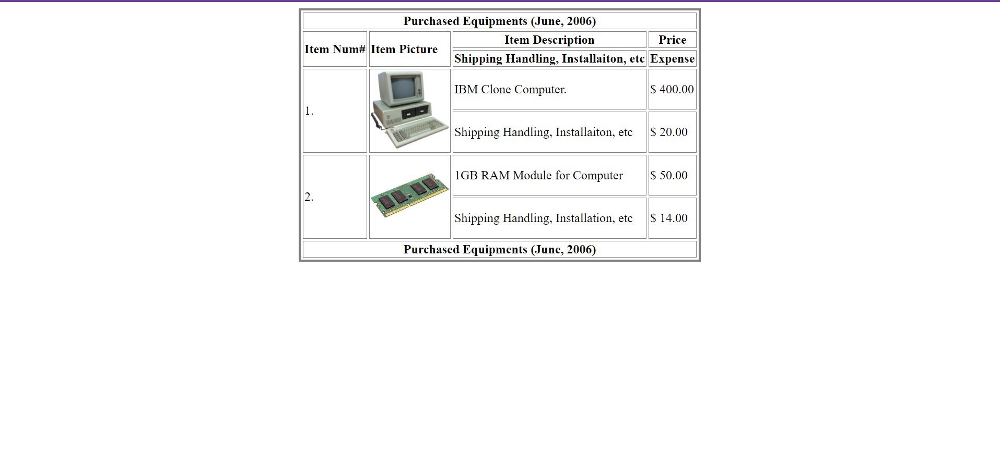 Purchased Equipments (June, 2006)
Item Num# Item Picture Item Description Price
Shipping Handling, Installaiton, etc Expense
1. IBM Clone Computer. $ 400.00
Shipping Handling, Installaiton, etc $ 20.00
2. 1GB RAM Module for Computer $ 50.00
Shipping Handling, Installation, etc $ 14.00
Purchased Equipments (June, 2006)